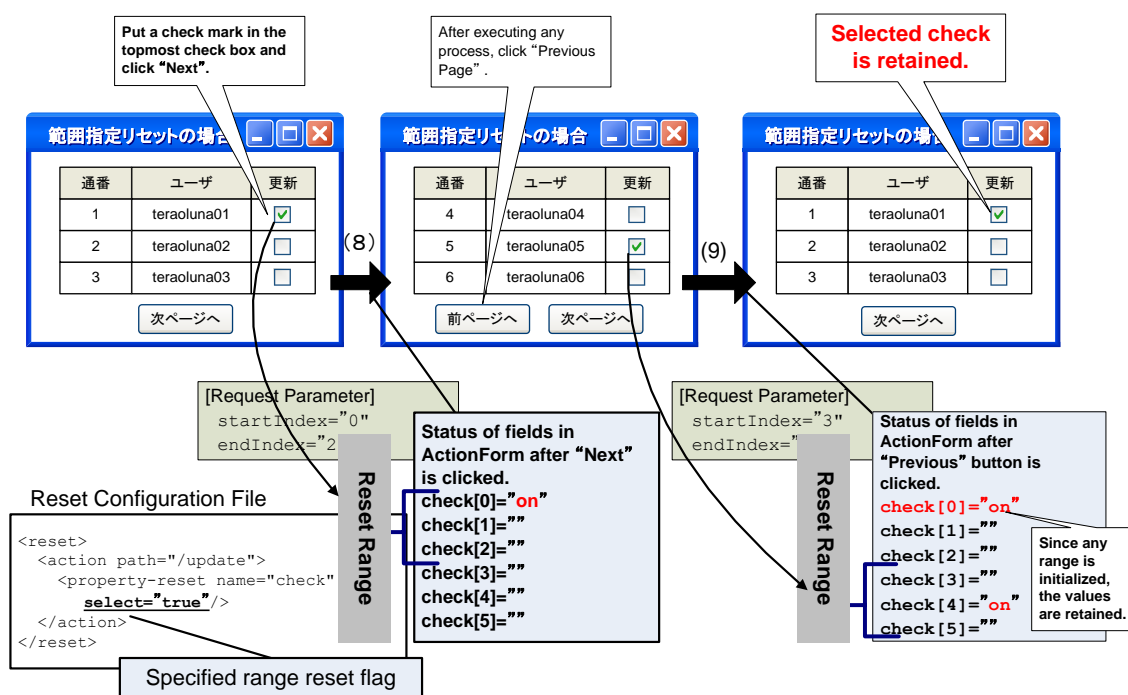 Put a check mark in the
topmost check box and
click “Next”.
After executing any
process, click “Previous
Page” .
Selected check
is retained.
範囲指定リセットの場合
通番 ユーザ 更新
1 teraoluna01
2 teraoluna02
3 teraoluna03
次ページへ
(8)
範囲指定リセットの場合
通番 ユーザ 更新
4 teraoluna04
5 teraoluna05
6 teraoluna06
前ページへ 次ページへ
(9)
範囲指定リセットの場合
通番 ユーザ 更新
1 teraoluna01
2 teraoluna02
3 teraoluna03
次ページへ
[Request Parameter]
startIndex=”0"
endIndex=”2
Reset Range
Status of fields in
ActionForm after “Next”
is clicked.
check[0]=”on”
check[1]=””
check[2]=””
check[3]=””
check[4]=””
check[5]=””
[Request Parameter]
startIndex=”3"
endIndex=”
Reset Range
Status of fields in
ActionForm after
“Previous” button is
clicked.
check[0]=”on”
check[1]=””
check[2]=””
check[3]=””
check[4]=”on”
check[5]=””
Since any
range is
initialized,
the values
are retained.
Reset Configuration File
<reset>
<action path=”/update”>
<property-reset name=”check”
select=”true”/>
</action>
</reset>
Specified range reset flag